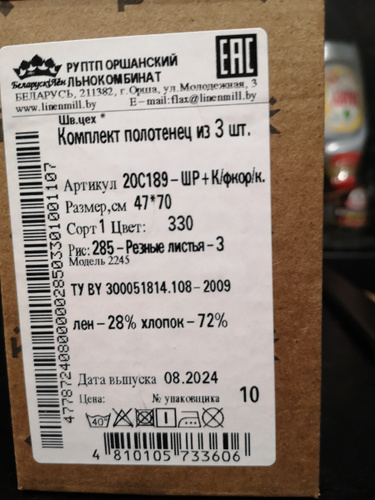 РУПТП ОРШАНСКИЙ
ЛЬНОКОМБИНАТ
БеларускiЛён
ЕАС
БЕЛАРУСЬ, 211382, г.Орша, ул.Молодежная, 3
www.linenmill.by E-mail:flax@linenmill.by
Шв.цех *
Комплект полотенец из 3 шт.
Артикул 20С189-ШР+К/фкор/к.
Размер,см 47*70
Сорт 1 Цвет: 330
Рис: 285-Резные листья-3
Модель 2245
ТУ BY 300051814.108-2009
лен-28% хлопок-72%
Дата выпуска 08.2024
Цена: № упаковщика 10
40°
4 810105 733606